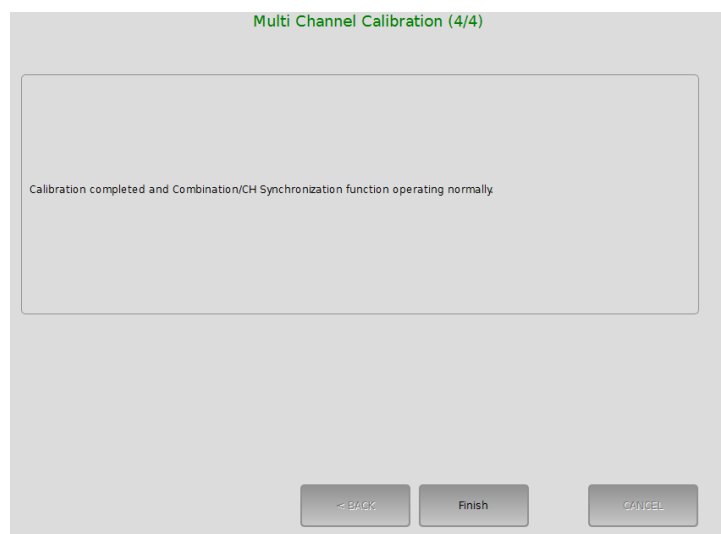 Multi Channel Calibration (4/4)
Calibration completed and Combination/CH Synchronization function operating normally.
< BACK
Finish
CANCEL